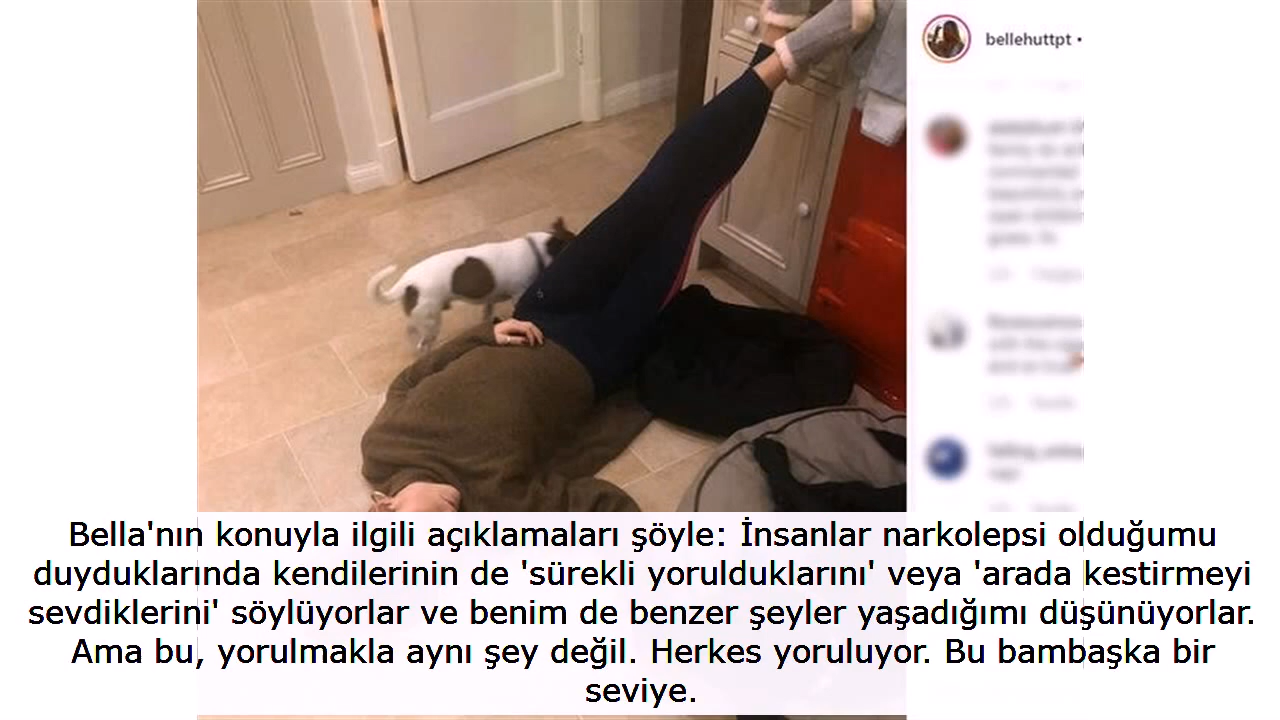 bellehuttpt •
Bella'nın konuyla ilgili açıklamaları şöyle: İnsanlar narkolepsi olduğumu
duyduklarında kendilerinin de 'sürekli yorulduklarını' veya 'arada kestirmeyi
sevdiklerini' söylüyorlar ve benim de benzer şeyler yaşadığımı düşünüyorlar.
Ama bu, yorulmakla aynı şey değil. Herkes yoruluyor. Bu bambaşka bir
seviye.